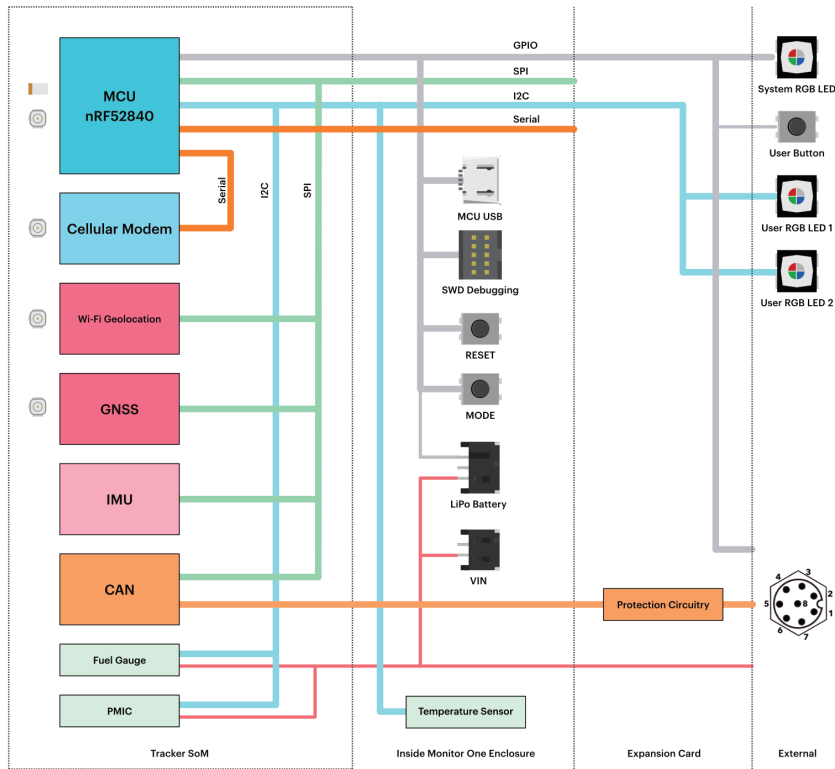 GPIO
SPI
I2C
Serial
MCU
nRF52840
Serial
I2C
SPI
Cellular Modem
Wi-Fi Geolocation
GNSS
IMU
CAN
Fuel Gauge
PMIC
MCU USB
SWD Debugging
RESET
MODE
LiPo Battery
VIN
Temperature Sensor
Protection Circuitry
System RGB LED
User Button
User RGB LED 1
User RGB LED 2
3
4
2
5
8
1
6
7
Tracker SoM
Inside Monitor One Enclosure
Expansion Card
External